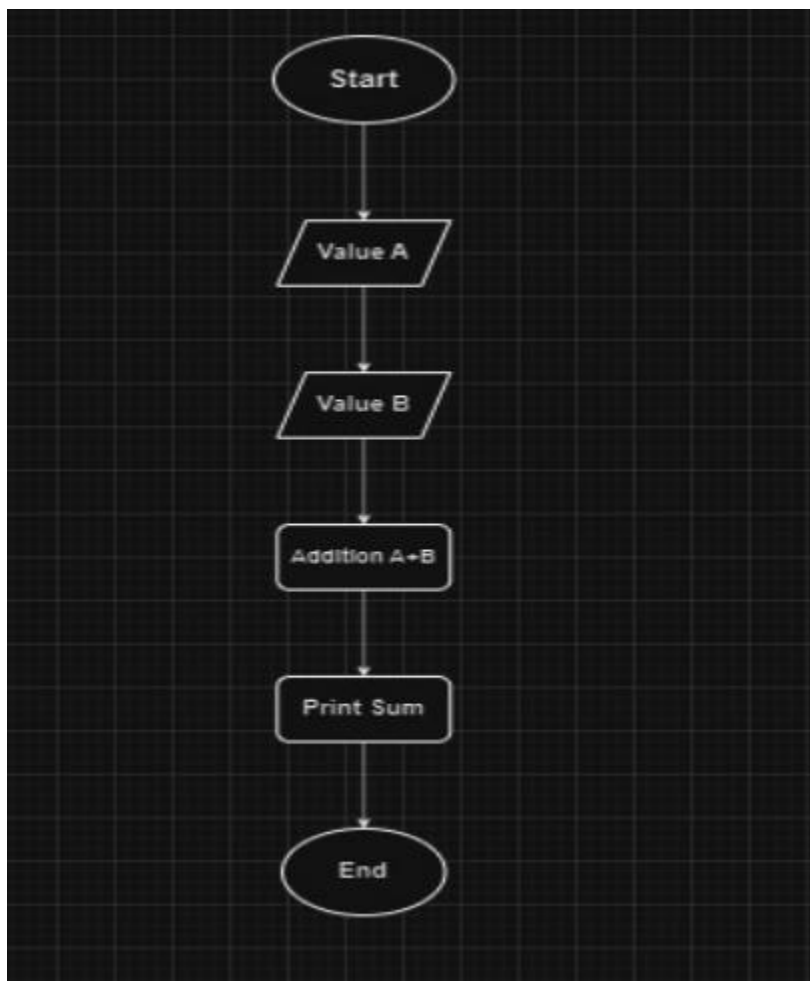 Start
Value A
Value B
Addition A+B
Print Sum
End